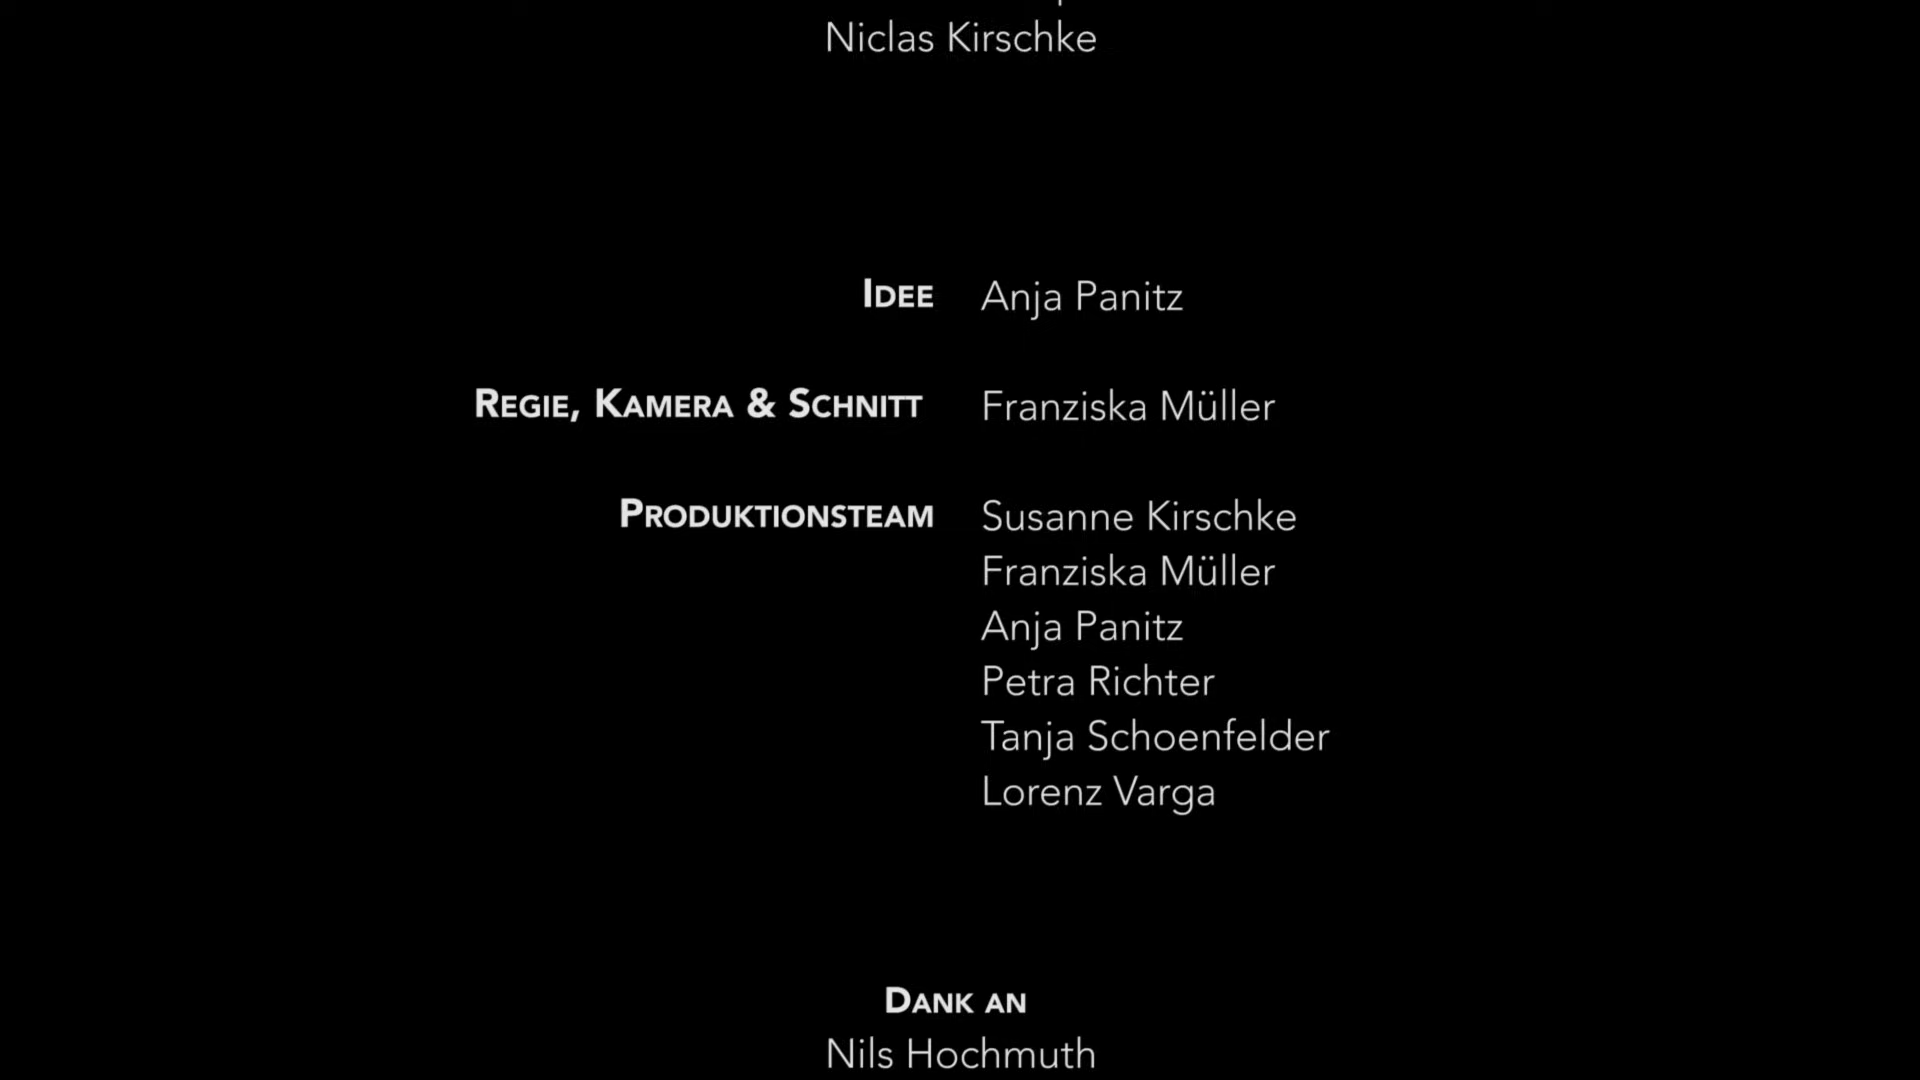 Niclas Kirschke
IDEE Anja Panitz
REGIE, KAMERA & SCHNITT Franziska Müller
PRODUKTIONSTEAM Susanne Kirschke
Franziska Müller
Anja Panitz
Petra Richter
Tanja Schoenfelder
Lorenz Varga
DANK AN
Nils Hochmuth